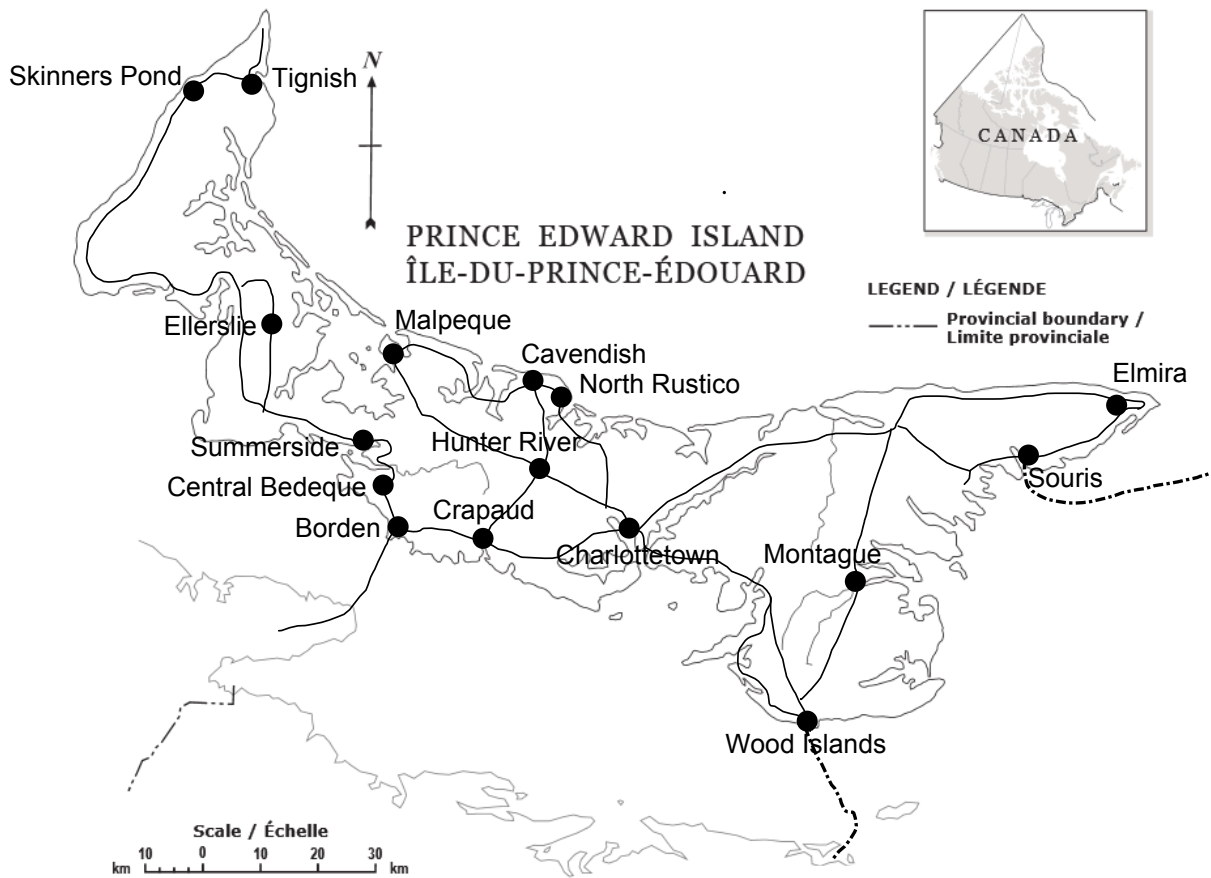 Skinners Pond
Tignish
N
CANADA
PRINCE EDWARD ISLAND
ÎLE-DU-PRINCE-ÉDOUARD
LEGEND / LÉGENDE
Provincial boundary /
Limite provinciale
Ellerslie
Malpeque
Cavendish
North Rustico
Elmira
Summerside
Hunter River
Central Bedeque
Souris
Borden
Crapaud
Charlottetown
Montague
Wood Islands
Scale / Échelle
10 0 10 20 30
km km